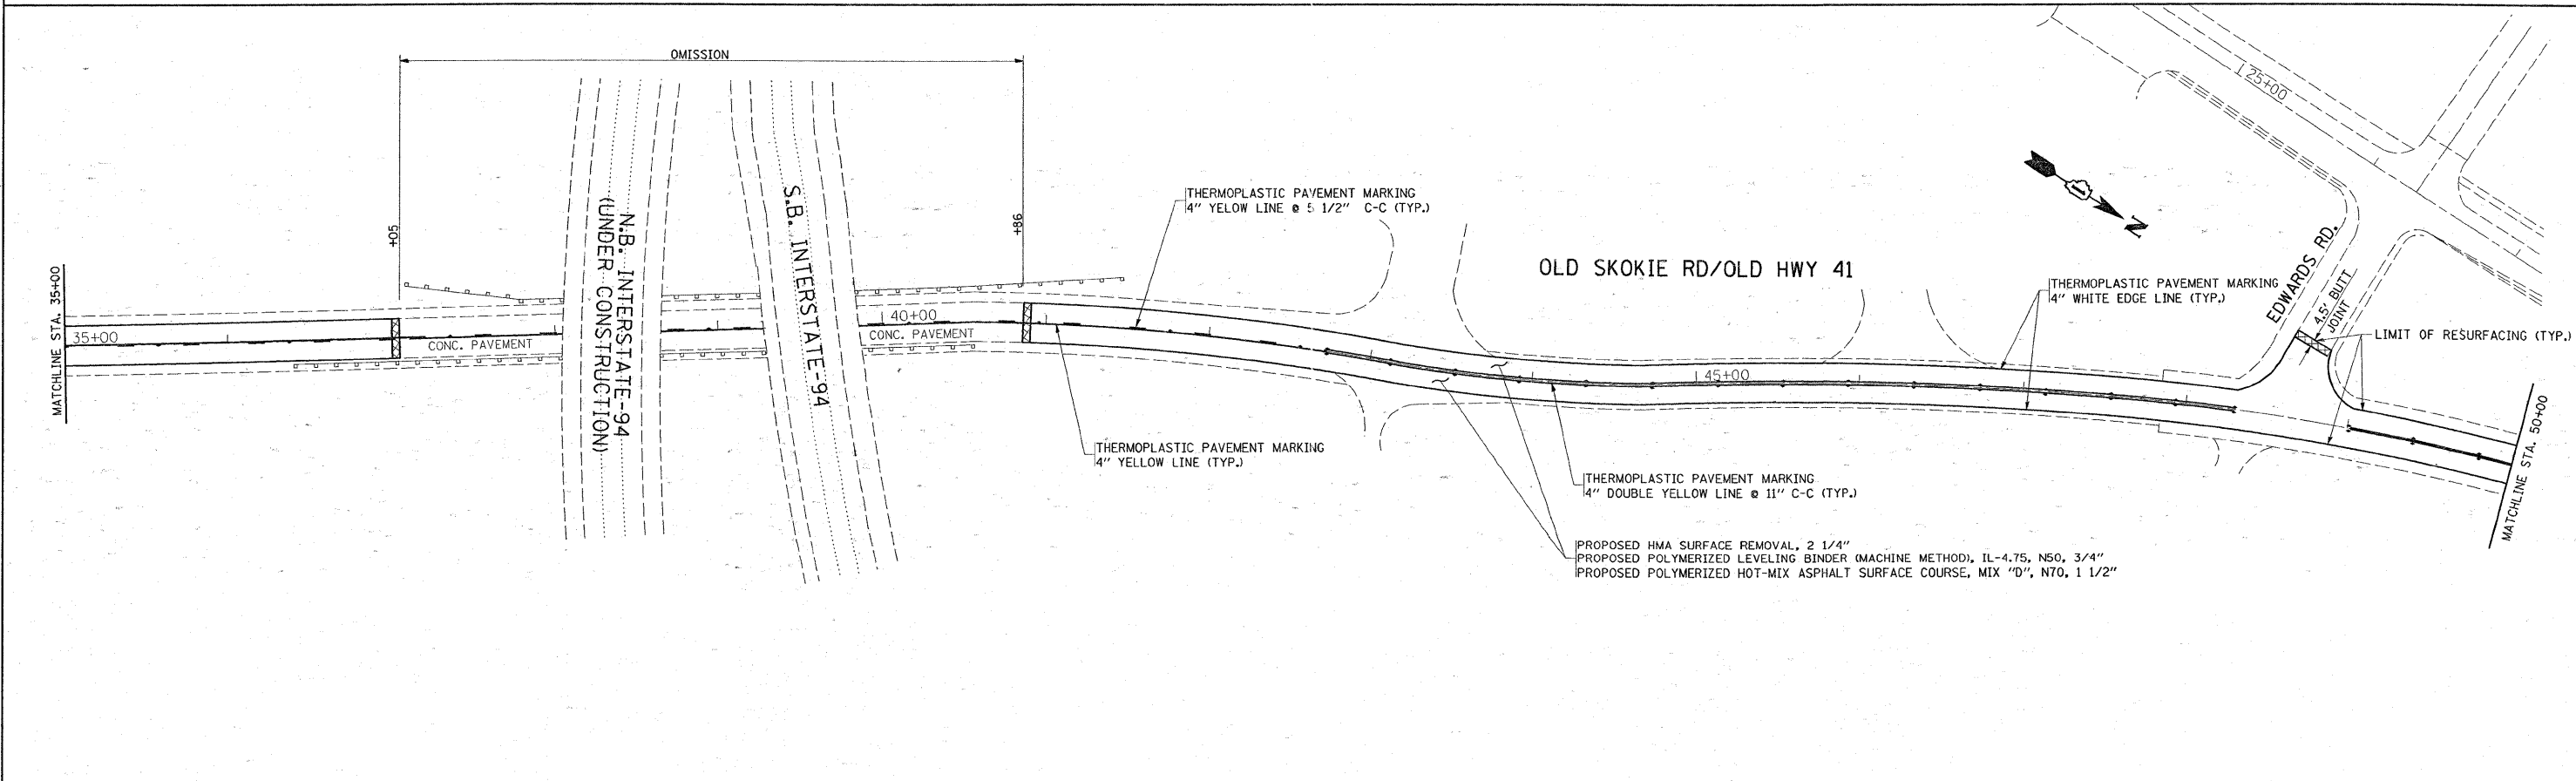 OMISSION
25+00
+05
+86
N.B. INTERSTATE-94
(UNDER CONSTRUCTION)
S.B. INTERSTATE-94
THERMOPLASTIC PAVEMENT MARKING
4" YELOW LINE @ 5 1/2" C-C (TYP.)
N
OLD SKOKIE RD/OLD HWY 41
EDWARDS RD.
4.5' BUTT
JOINT
THERMOPLASTIC PAVEMENT MARKING
4" WHITE EDGE LINE (TYP.)
LIMIT OF RESURFACING (TYP.)
MATCHLINE STA. 35+00
35+00
CONC. PAVEMENT
40+00
CONC. PAVEMENT
45+00
MATCHLINE STA. 50+00
THERMOPLASTIC PAVEMENT MARKING
4" YELLOW LINE (TYP.)
THERMOPLASTIC PAVEMENT MARKING
4" DOUBLE YELLOW LINE @ 11" C-C (TYP.)
PROPOSED HMA SURFACE REMOVAL, 2 1/4"
PROPOSED POLYMERIZED LEVELING BINDER (MACHINE METHOD), IL-4.75, N50, 3/4"
PROPOSED POLYMERIZED HOT-MIX ASPHALT SURFACE COURSE, MIX "D", N70, 1 1/2"